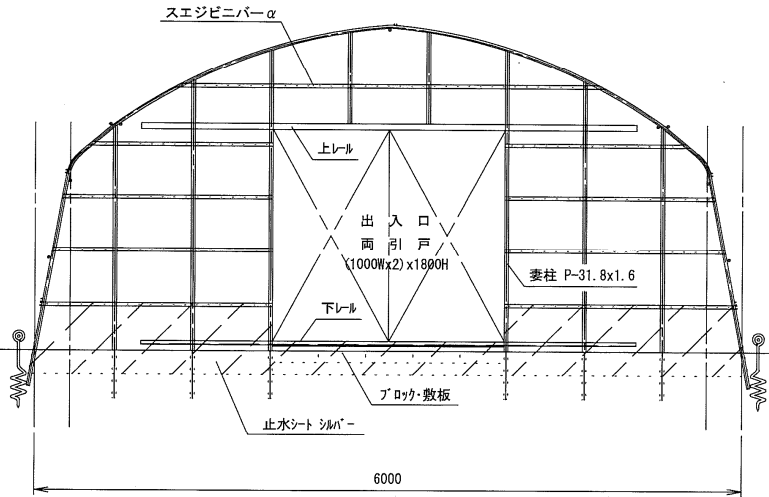 スエジビニバーα
上レール
出 入 口
両 引 戸
(1000Wx2)x1800H
妻柱 P-31.8x1.6
下レール
ブロック・敷板
止水シート シルバー
6000